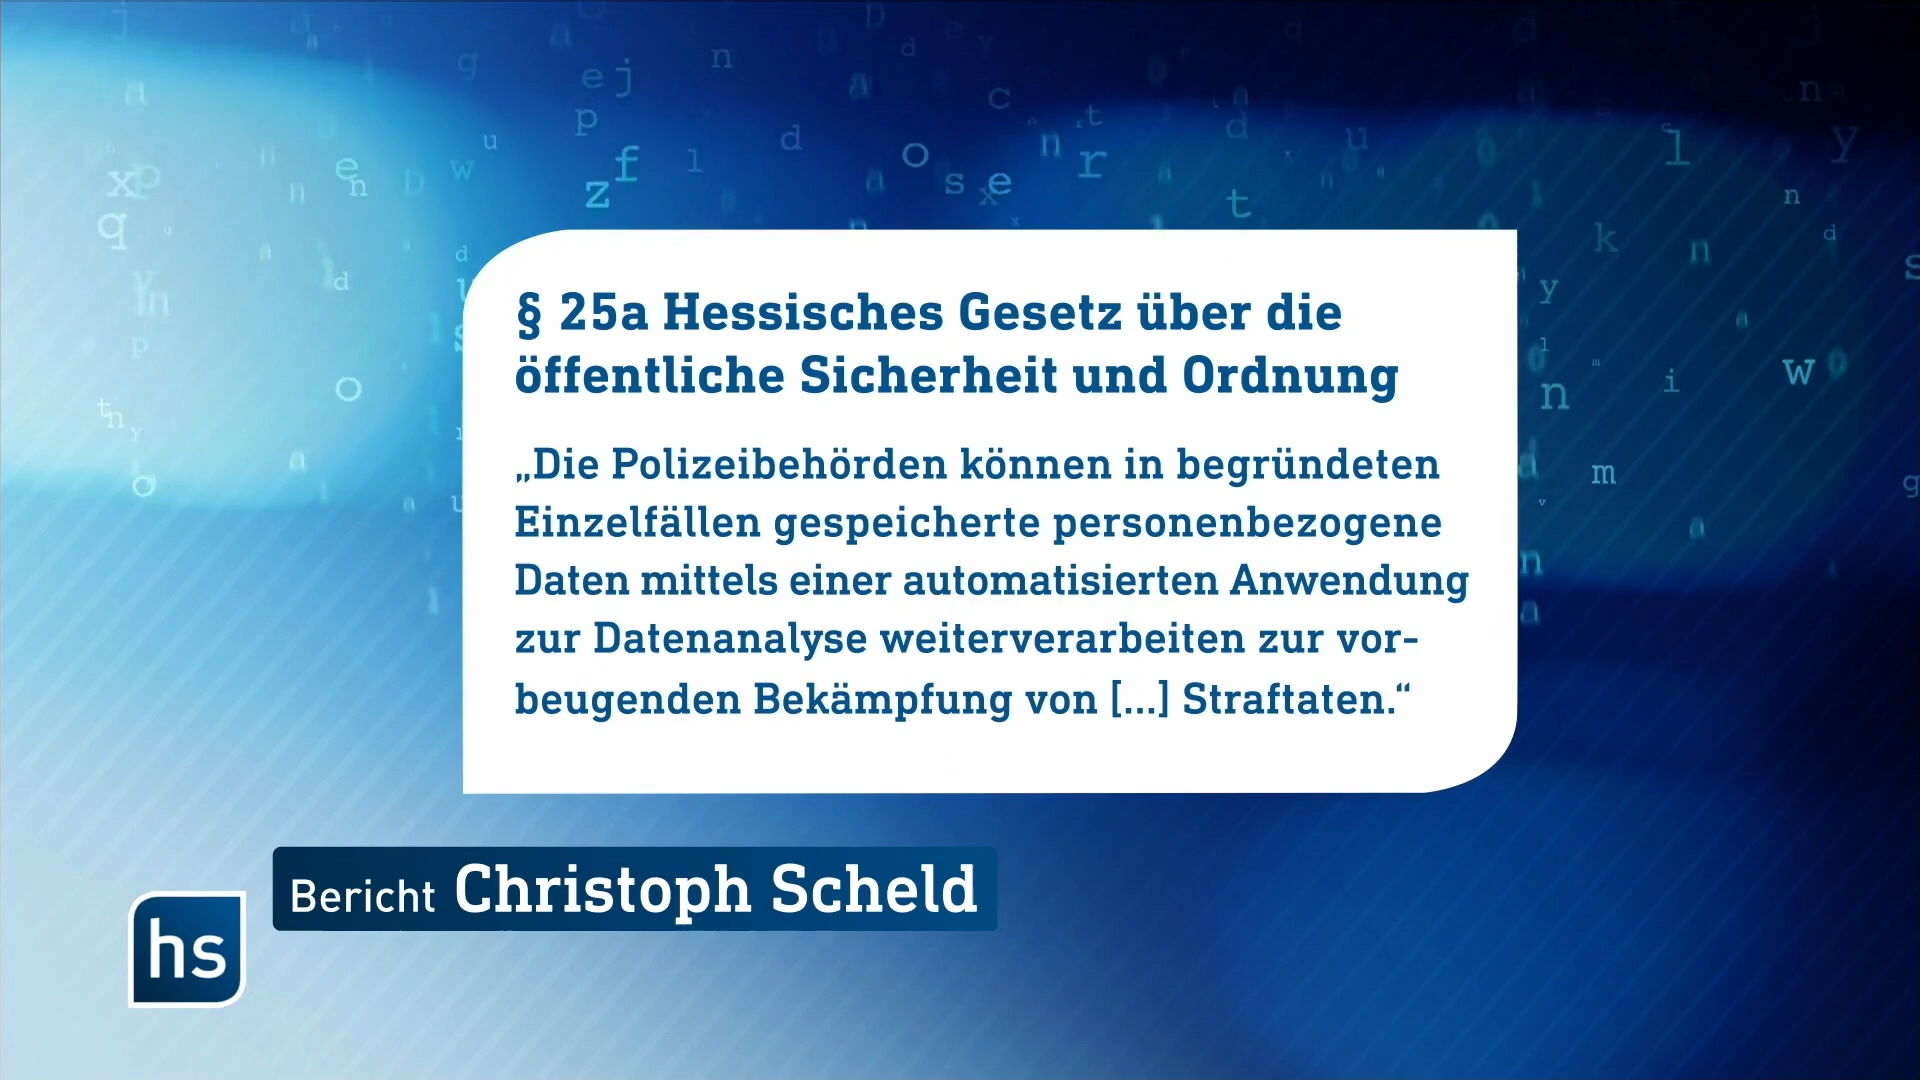 § 25a Hessisches Gesetz über die
öffentliche Sicherheit und Ordnung
„Die Polizeibehörden können in begründeten
Einzelfällen gespeicherte personenbezogene
Daten mittels einer automatisierten Anwendung
zur Datenanalyse weiterverarbeiten zur vor-
beugenden Bekämpfung von [...] Straftaten.“
Bericht Christoph Scheld
hs